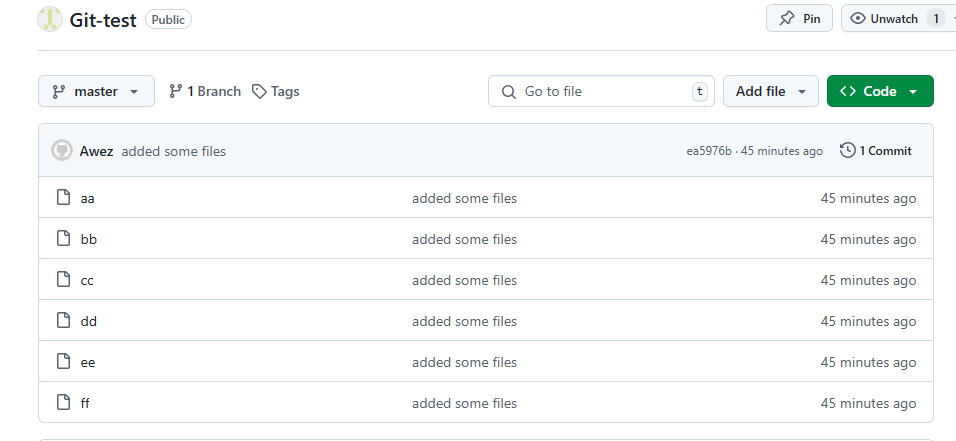 Git-test Public Pin Unwatch 1
master 1 Branch Tags Go to file t Add file Code
Awez added some files ea5976b · 45 minutes ago 1 Commit
aa added some files 45 minutes ago
bb added some files 45 minutes ago
cc added some files 45 minutes ago
dd added some files 45 minutes ago
ee added some files 45 minutes ago
ff added some files 45 minutes ago